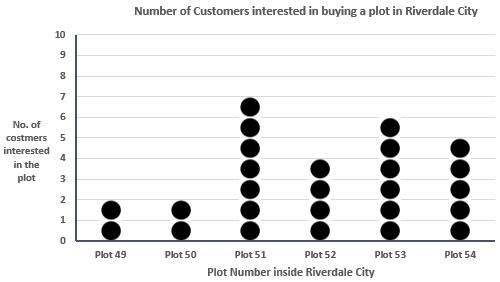 Number of Customers interested in buying a plot in Riverdale City
10
9
8
7
6
5
4
3
2
1
0
No. of
costmers
interested
in the
plot
Plot 49 Plot 50 Plot 51 Plot 52 Plot 53 Plot 54
Plot Number inside Riverdale City